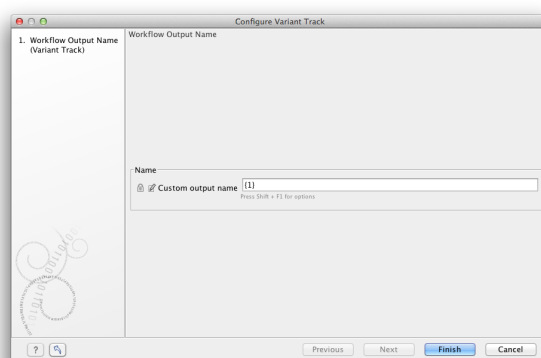 Configure Variant Track
1. Workflow Output Name
(Variant Track)
Workflow Output Name
Name
Custom output name {1}
Press Shift + F1 for options
?
Previous Next Finish Cancel